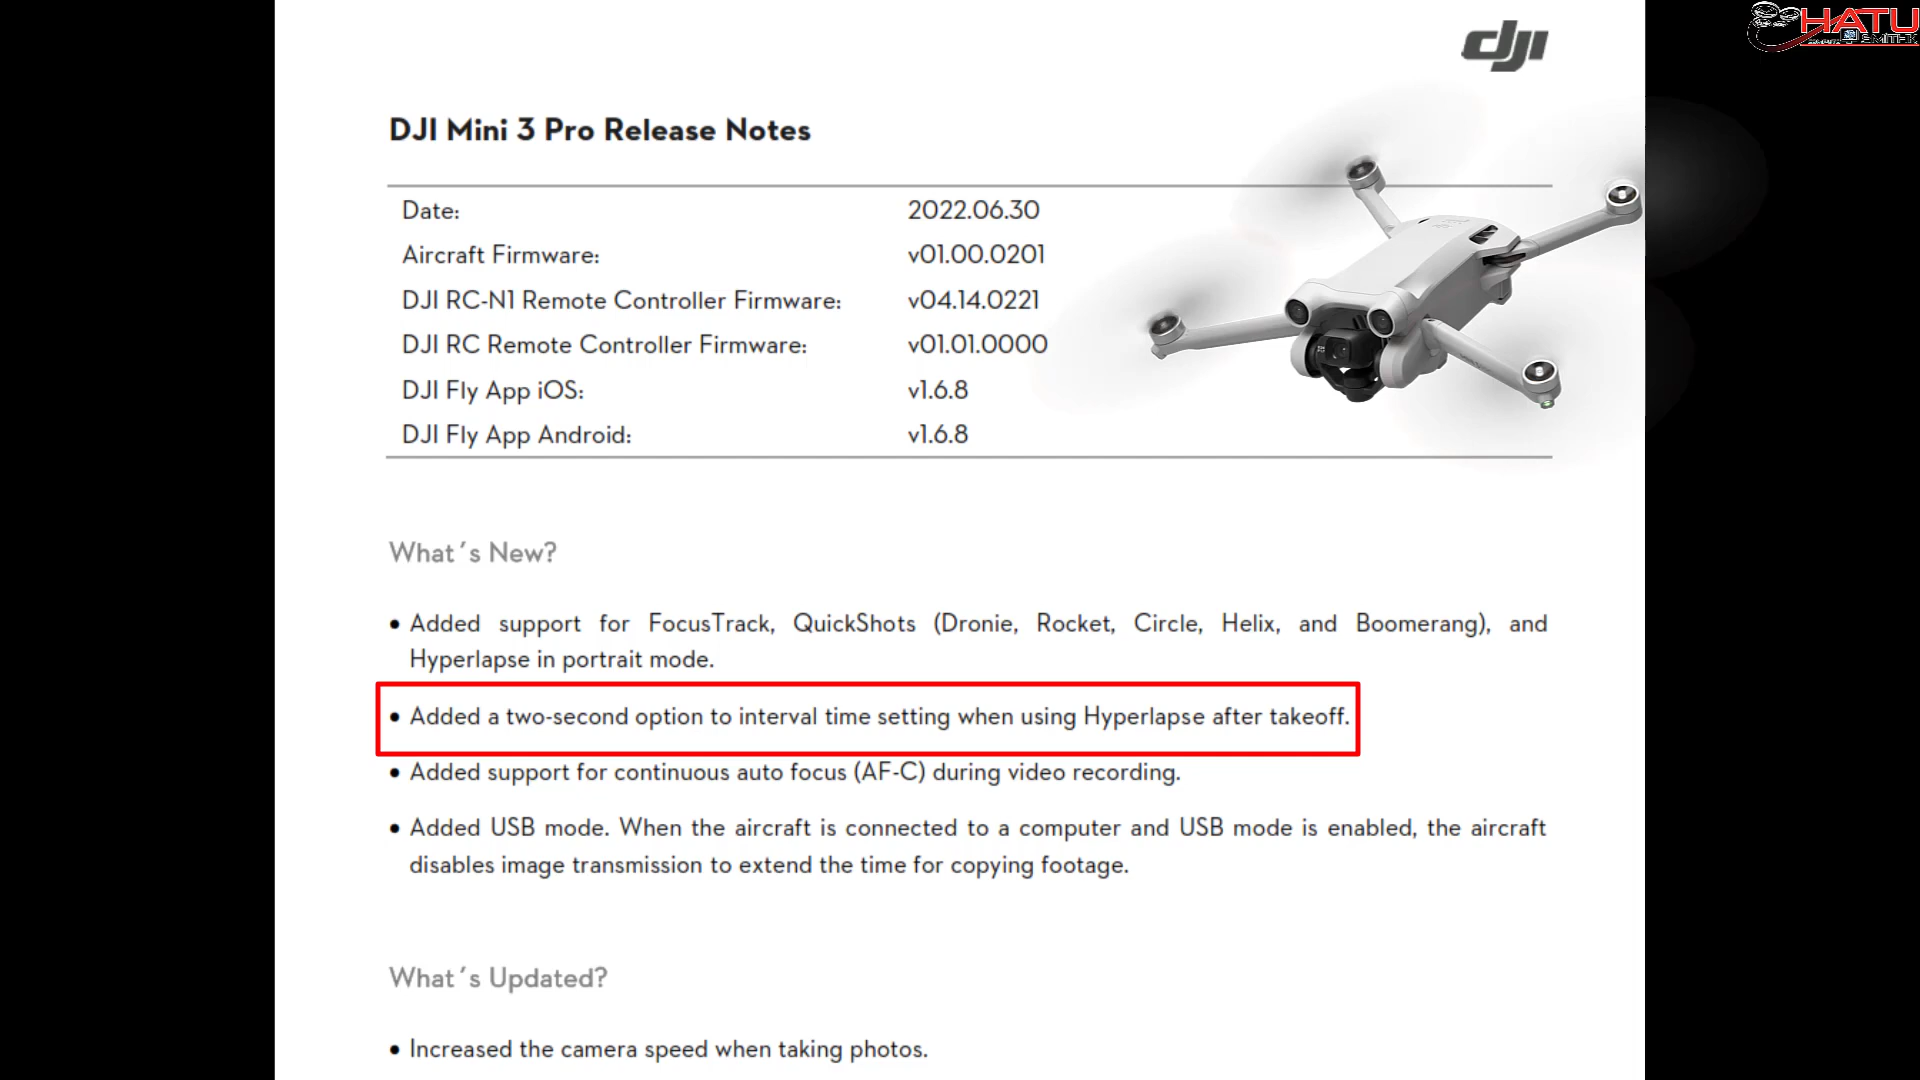 HATU
dji
DJI Mini 3 Pro Release Notes
Date: 2022.06.30
Aircraft Firmware: v01.00.0201
DJI RC-N1 Remote Controller Firmware: v04.14.0221
DJI RC Remote Controller Firmware: v01.01.0000
DJI Fly App iOS: v1.6.8
DJI Fly App Android: v1.6.8
What´s New?
• Added support for FocusTrack, QuickShots (Dronie, Rocket, Circle, Helix, and Boomerang), and
Hyperlapse in portrait mode.
• Added a two-second option to interval time setting when using Hyperlapse after takeoff.
• Added support for continuous auto focus (AF-C) during video recording.
• Added USB mode. When the aircraft is connected to a computer and USB mode is enabled, the aircraft
disables image transmission to extend the time for copying footage.
What´s Updated?
• Increased the camera speed when taking photos.